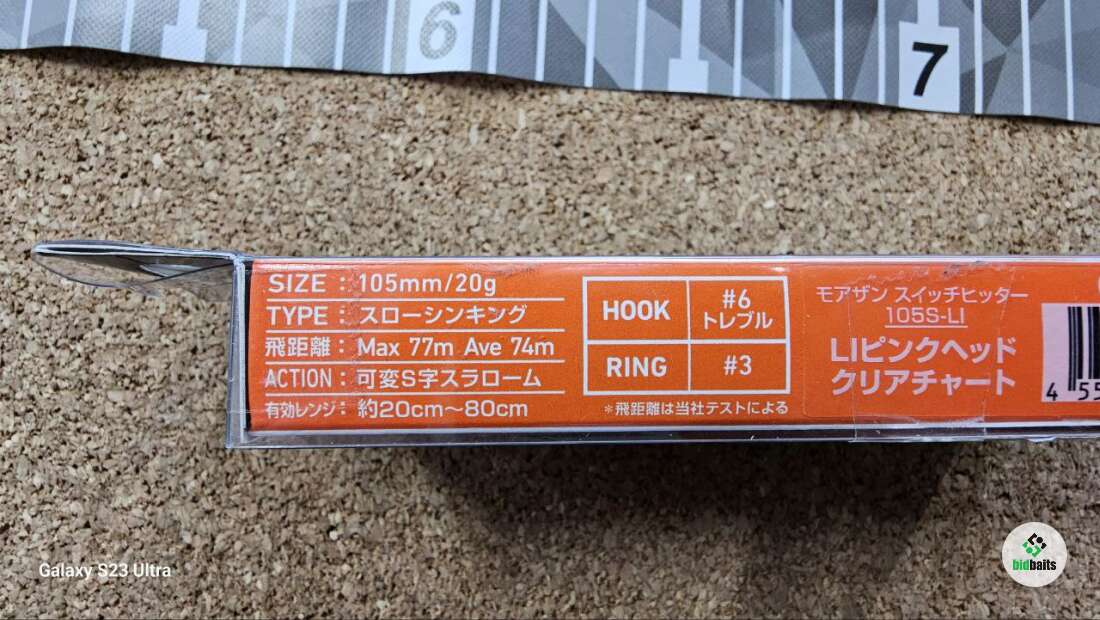 6
7
SIZE : 105mm/20g
TYPE : スローシンキング
飛距離 : Max 77m Ave 74m
ACTION : 可変S字スラローム
有効レンジ : 約20cm〜80cm
HOOK #6
トレブル
RING #3
*飛距離は当社テストによる
モアザン スイッチヒッター
105S-LI
LIピンクヘッド
クリアチャート
4 55
Galaxy S23 Ultra
bidbaits